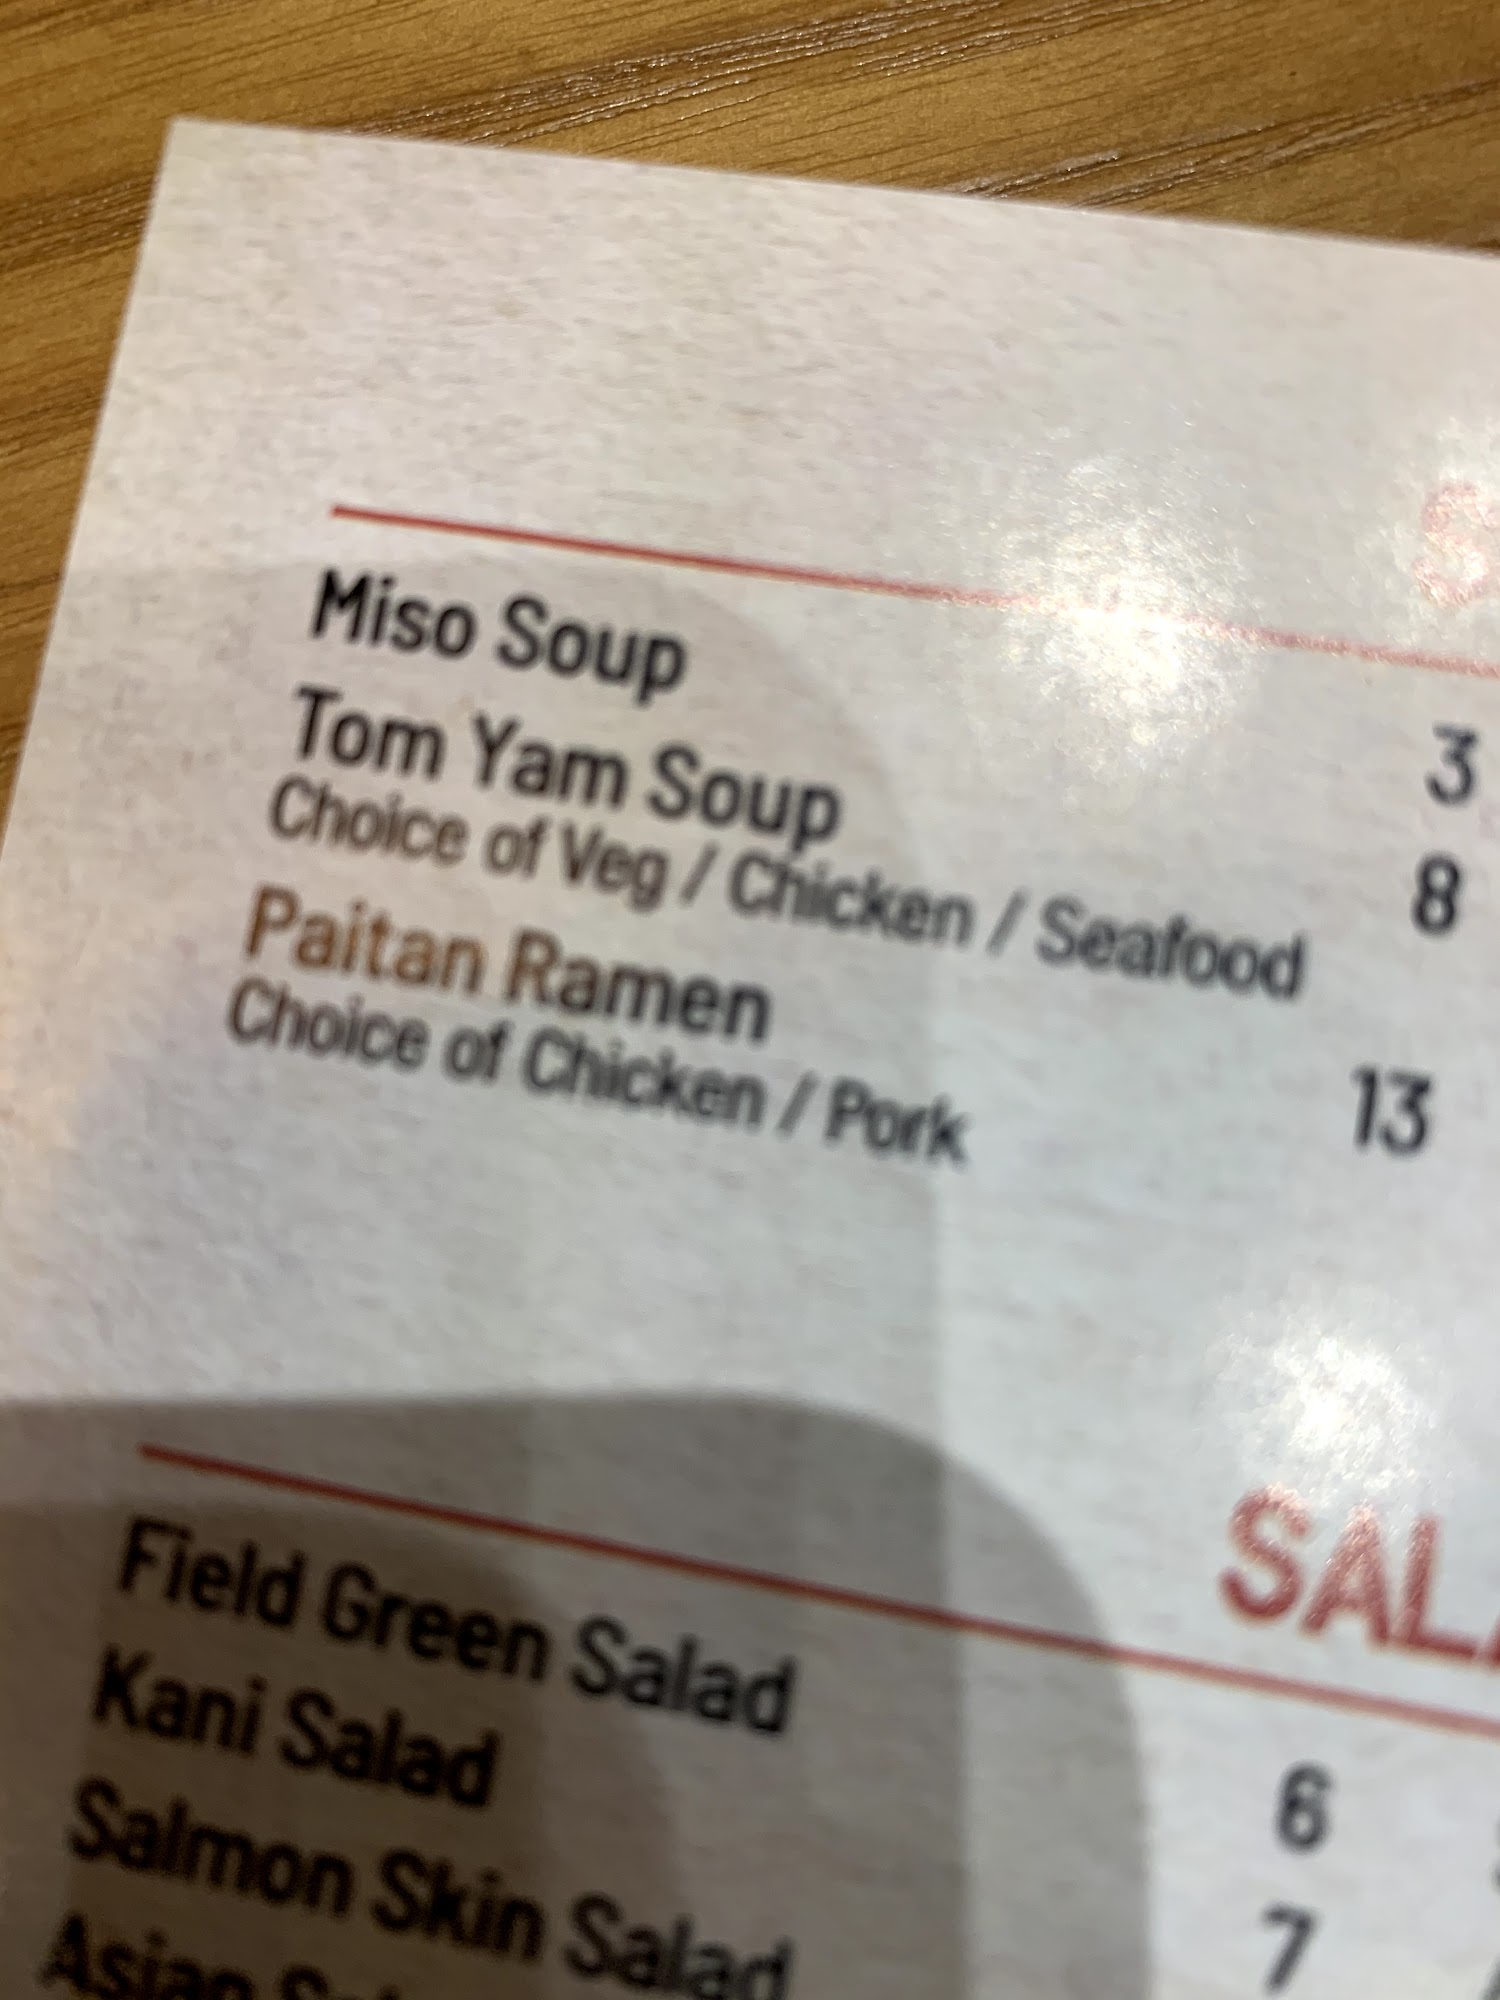 Miso Soup 3
Tom Yam Soup 8
Choice of Veg / Chicken / Seafood
Paitan Ramen 13
Choice of Chicken / Pork
Field Green Salad 6
Kani Salad 7
Salmon Skin Salad
Asian